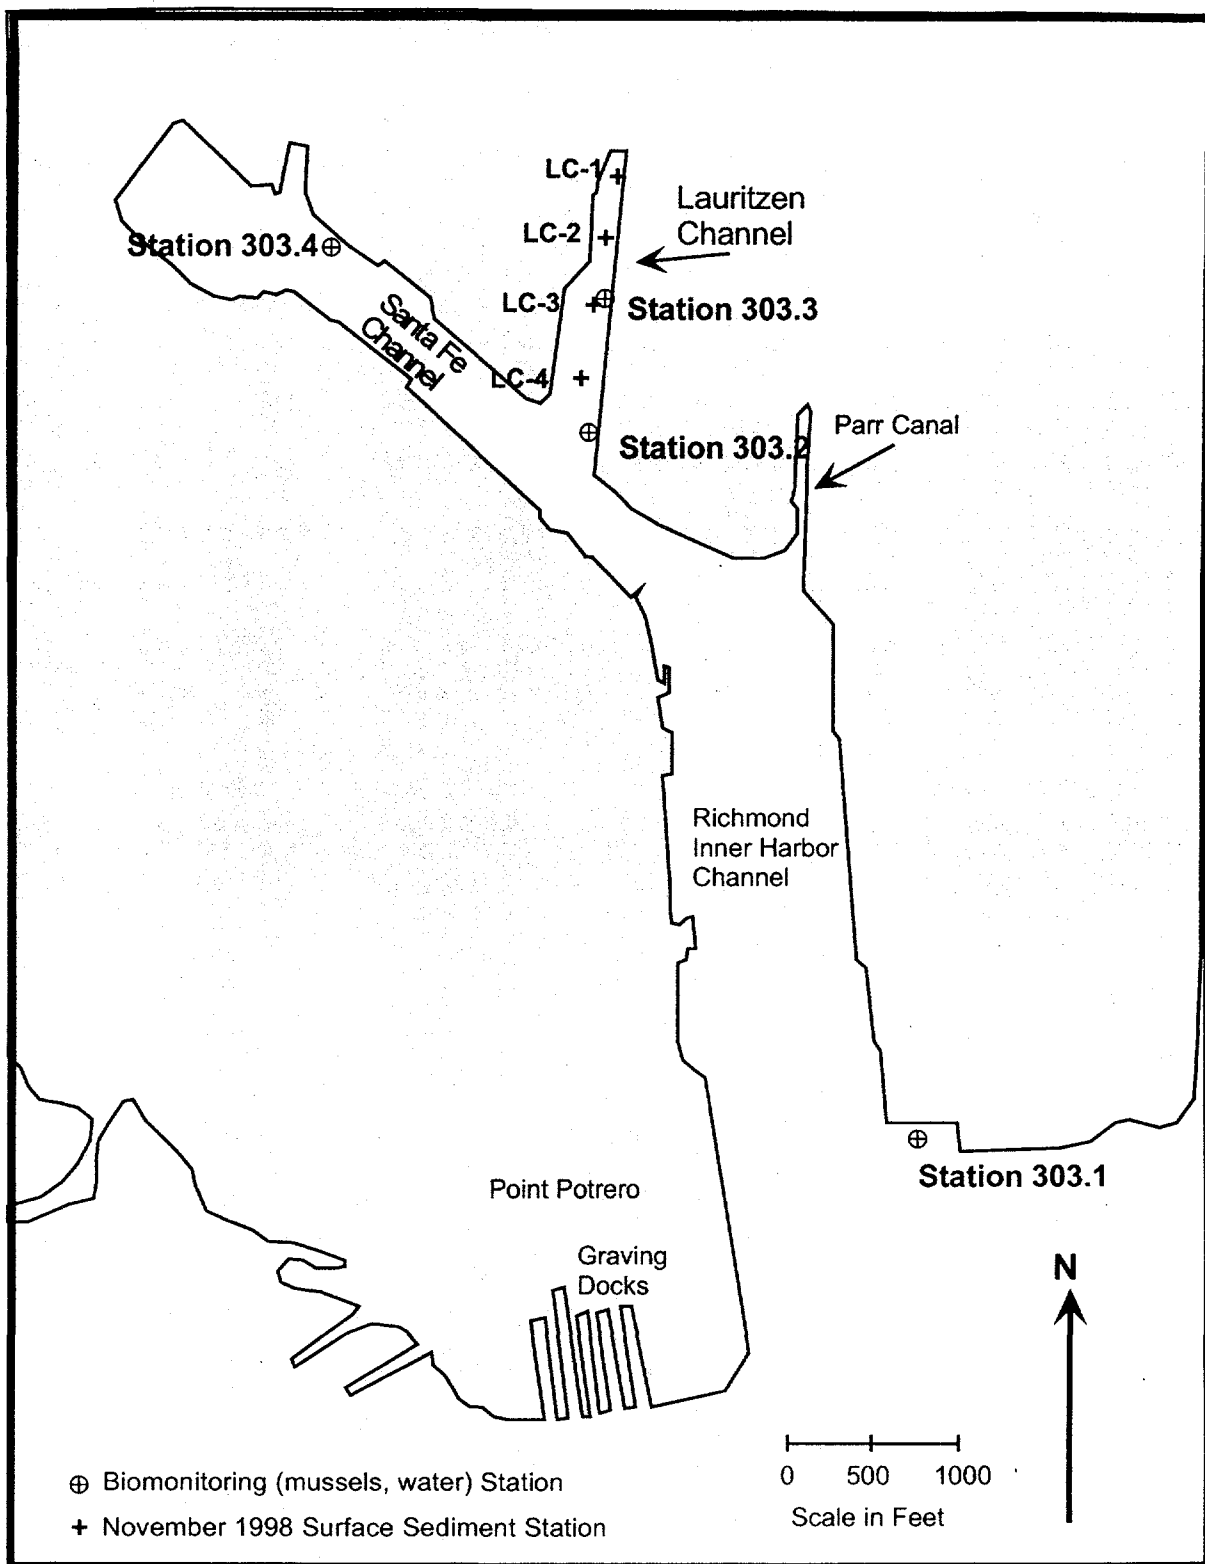 LC-1
Lauritzen
Channel
LC-2
Station 303.4
LC-3
Station 303.3
Santa Fe
Channel
LC-4
Parr Canal
Station 303.2
Richmond
Inner Harbor
Channel
Station 303.1
Point Potrero
Graving
Docks
N
0 500 1000
Scale in Feet
Biomonitoring (mussels, water) Station
+ November 1998 Surface Sediment Station